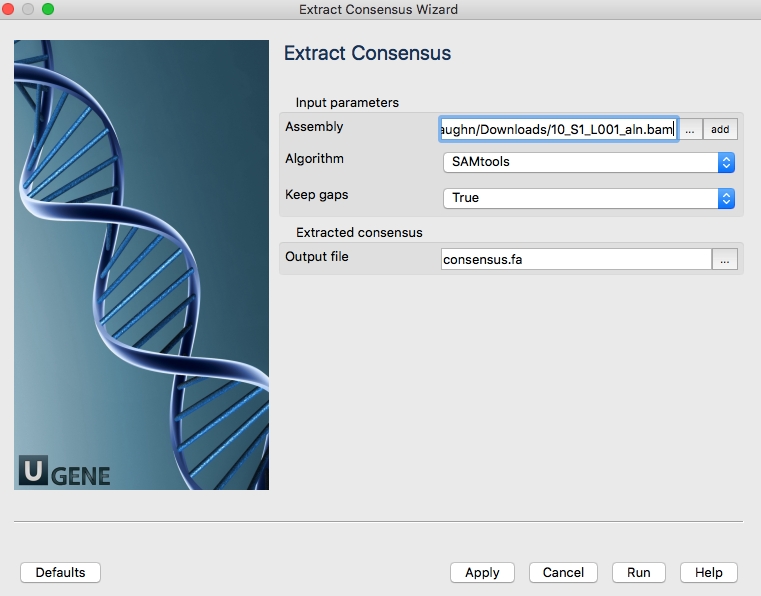 Extract Consensus Wizard
Extract Consensus
Input parameters
Assembly aughn/Downloads/10_S1_L001_aln.bam ... add
Algorithm SAMtools
Keep gaps True
Extracted consensus
Output file consensus.fa ...
UGENE
Defaults Apply Cancel Run Help